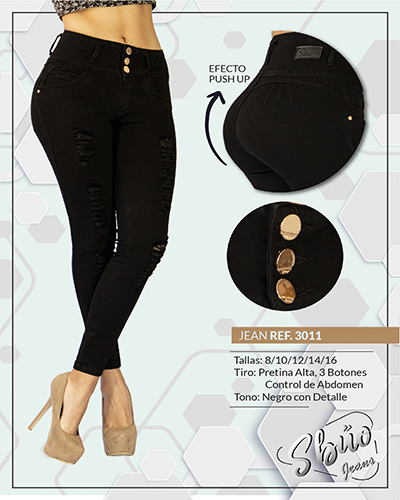 EFECTO
PUSH UP
JEAN REF. 3011
Tallas: 8/10/12/14/16
Tiro: Pretina Alta, 3 Botones
Control de Abdomen
Tono: Negro con Detalle
Sbüo
Jeans